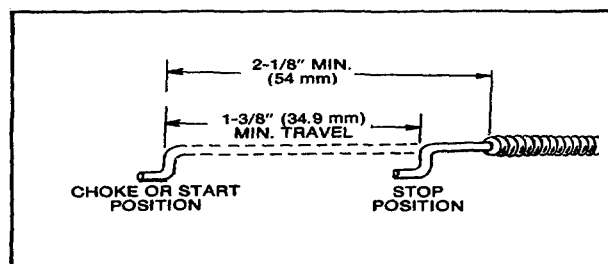 2-1/8" MIN.
(54 mm)
1-3/8" (34.9 mm)
MIN. TRAVEL
CHOKE OR START
POSITION
STOP
POSITION